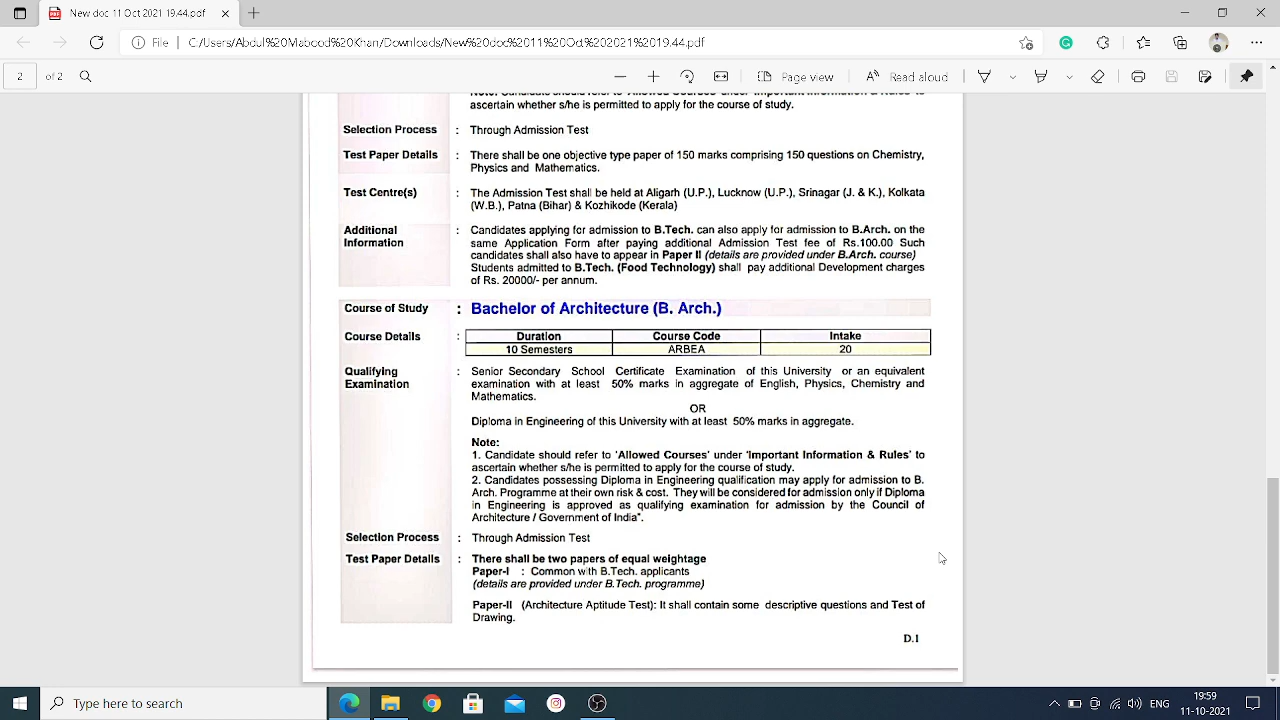 New doc 11 Oct 2021 19.44.pdf
File | C:/Users/Abdul%20Mabood%20Khan/Downloads/New%20doc%2011%20Oct%202021%2019.44.pdf
2 of 2 Page view Read aloud
Note: Candidate should refer to 'Allowed Courses' under 'Important Information & Rules' to
ascertain whether s/he is permitted to apply for the course of study.
Selection Process : Through Admission Test
Test Paper Details : There shall be one objective type paper of 150 marks comprising 150 questions on Chemistry,
Physics and Mathematics.
Test Centre(s) : The Admission Test shall be held at Aligarh (U.P.), Lucknow (U.P.), Srinagar (J. & K.), Kolkata
(W.B.), Patna (Bihar) & Kozhikode (Kerala)
Additional : Candidates applying for admission to B.Tech. can also apply for admission to B.Arch. on the
Information same Application Form after paying additional Admission Test fee of Rs.100.00 Such
candidates shall also have to appear in Paper II (details are provided under B.Arch. course)
Students admitted to B.Tech. (Food Technology) shall pay additional Development charges
of Rs. 20000/- per annum.
Course of Study : Bachelor of Architecture (B. Arch.)
Course Details : Duration Course Code Intake
10 Semesters ARBEA 20
Qualifying : Senior Secondary School Certificate Examination of this University or an equivalent
Examination examination with at least 50% marks in aggregate of English, Physics, Chemistry and
Mathematics.
OR
Diploma in Engineering of this University with at least 50% marks in aggregate.
Note:
1. Candidate should refer to 'Allowed Courses' under 'Important Information & Rules' to
ascertain whether s/he is permitted to apply for the course of study.
2. Candidates possessing Diploma in Engineering qualification may apply for admission to B.
Arch. Programme at their own risk & cost. They will be considered for admission only if Diploma
in Engineering is approved as qualifying examination for admission by the Council of
Architecture / Government of India".
Selection Process : Through Admission Test
Test Paper Details : There shall be two papers of equal weightage
Paper-I : Common with B.Tech. applicants
(details are provided under B.Tech. programme)
Paper-II (Architecture Aptitude Test): It shall contain some descriptive questions and Test of
Drawing.
D.1
Type here to search
ENG
19:59
11-10-2021